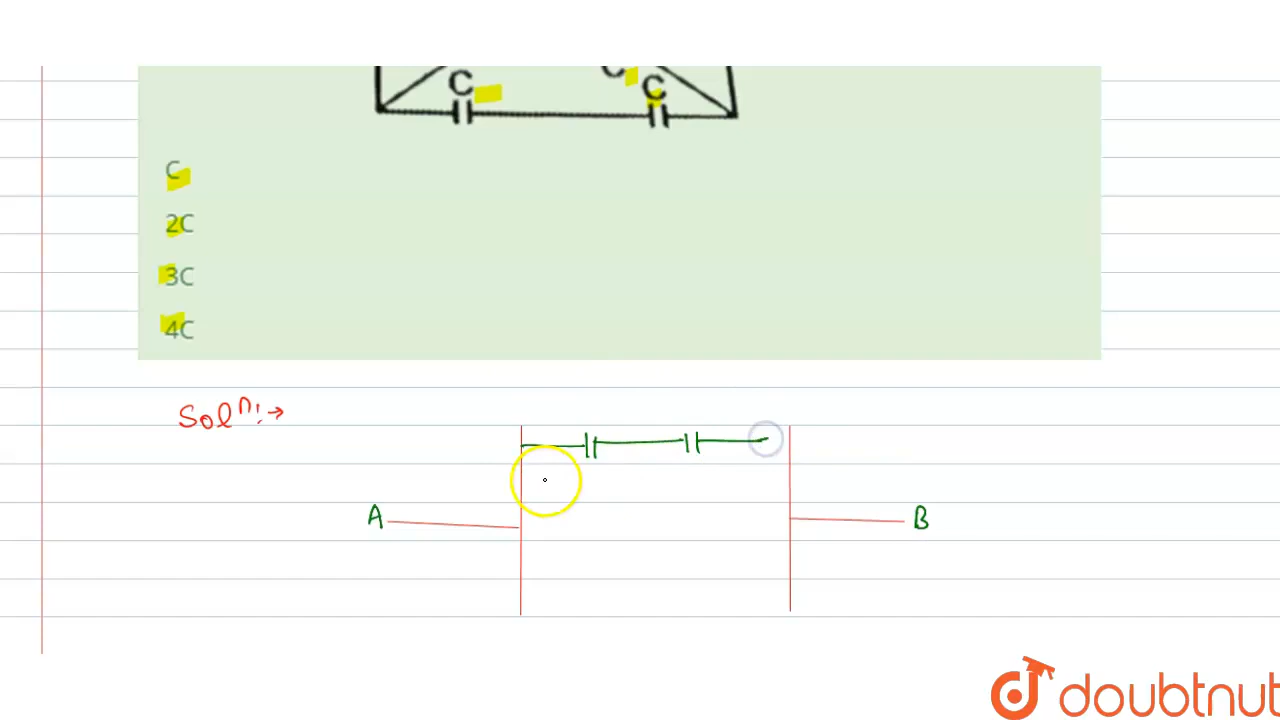 C C C
C
2C
3C
4C
Solⁿ:→
A B
doubtnut